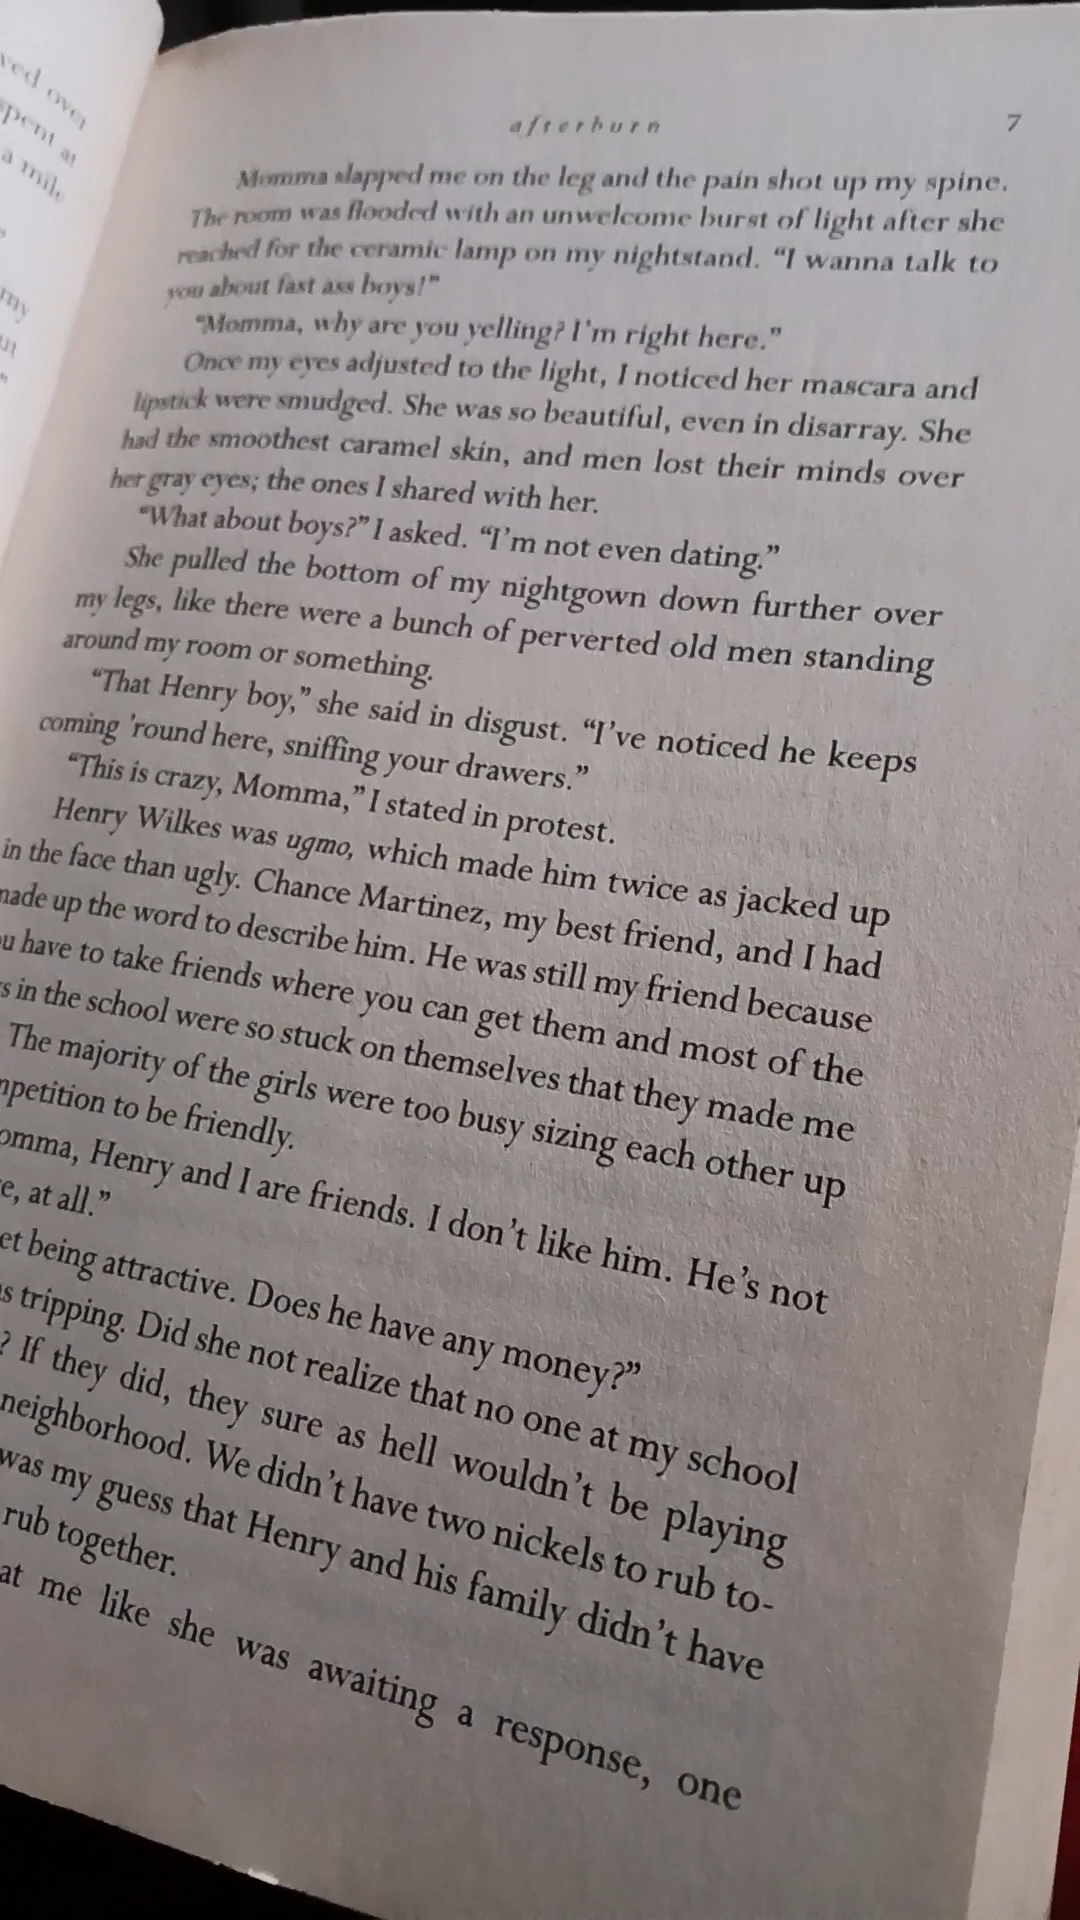 ved over
spent at
a mile
my
afterburn 7
Momma slapped me on the leg and the pain shot up my spine.
The room was flooded with an unwelcome burst of light after she
reached for the ceramic lamp on my nightstand. “I wanna talk to
you about fast ass boys!”
“Momma, why are you yelling? I’m right here.”
Once my eyes adjusted to the light, I noticed her mascara and
lipstick were smudged. She was so beautiful, even in disarray. She
had the smoothest caramel skin, and men lost their minds over
her gray eyes; the ones I shared with her.
“What about boys?” I asked. “I’m not even dating.”
She pulled the bottom of my nightgown down further over
my legs, like there were a bunch of perverted old men standing
around my room or something.
“That Henry boy,” she said in disgust. “I’ve noticed he keeps
coming ’round here, sniffing your drawers.”
“This is crazy, Momma,” I stated in protest.
Henry Wilkes was ugmo, which made him twice as jacked up
in the face than ugly. Chance Martinez, my best friend, and I had
made up the word to describe him. He was still my friend because
u have to take friends where you can get them and most of the
s in the school were so stuck on themselves that they made me
The majority of the girls were too busy sizing each other up
mpetition to be friendly.
omma, Henry and I are friends. I don’t like him. He’s not
e, at all.”
et being attractive. Does he have any money?”
s tripping. Did she not realize that no one at my school
? If they did, they sure as hell wouldn’t be playing
neighborhood. We didn’t have two nickels to rub to-
was my guess that Henry and his family didn’t have
rub together.
at me like she was awaiting a response, one